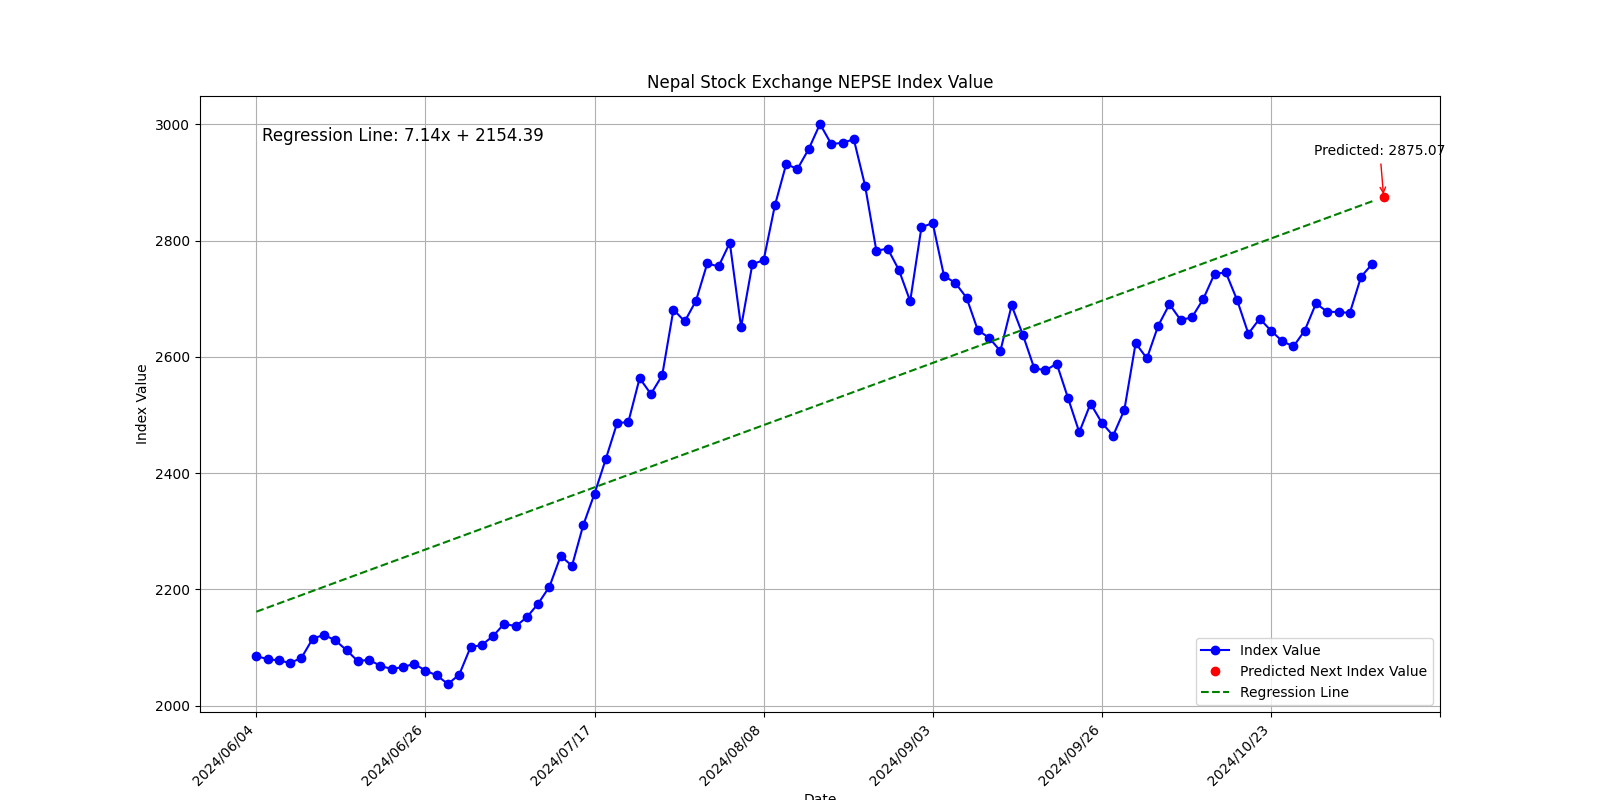 Nepal Stock Exchange NEPSE Index Value
3000
2800
2600
2400
2200
2000
Index Value
Regression Line: 7.14x + 2154.39
Predicted: 2875.07
Index Value
Predicted Next Index Value
Regression Line
2024/06/04
2024/06/26
2024/07/17
2024/08/08
2024/09/03
2024/09/26
2024/10/23
Date